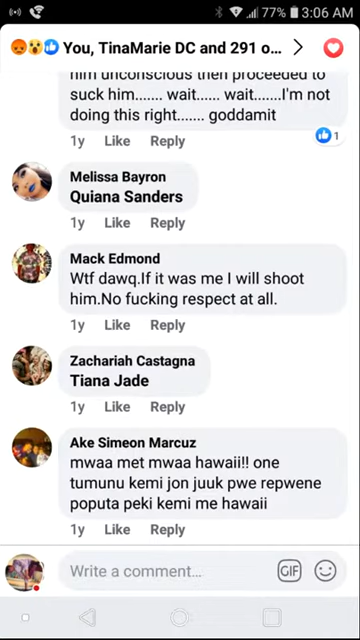 77% 3:06 AM
You, TinaMarie DC and 291 o...
him unconscious then proceeded to
suck him....... wait...... wait.......I'm not
doing this right....... goddamit
1y Like Reply
1
Melissa Bayron
Quiana Sanders
1y Like Reply
Mack Edmond
Wtf dawq.If it was me I will shoot
him.No fucking respect at all.
1y Like Reply
Zachariah Castagna
Tiana Jade
1y Like Reply
Ake Simeon Marcuz
mwaa met mwaa hawaii!! one
tumunu kemi jon juuk pwe repwene
poputa peki kemi me hawaii
1y Like Reply
Write a comment...
GIF